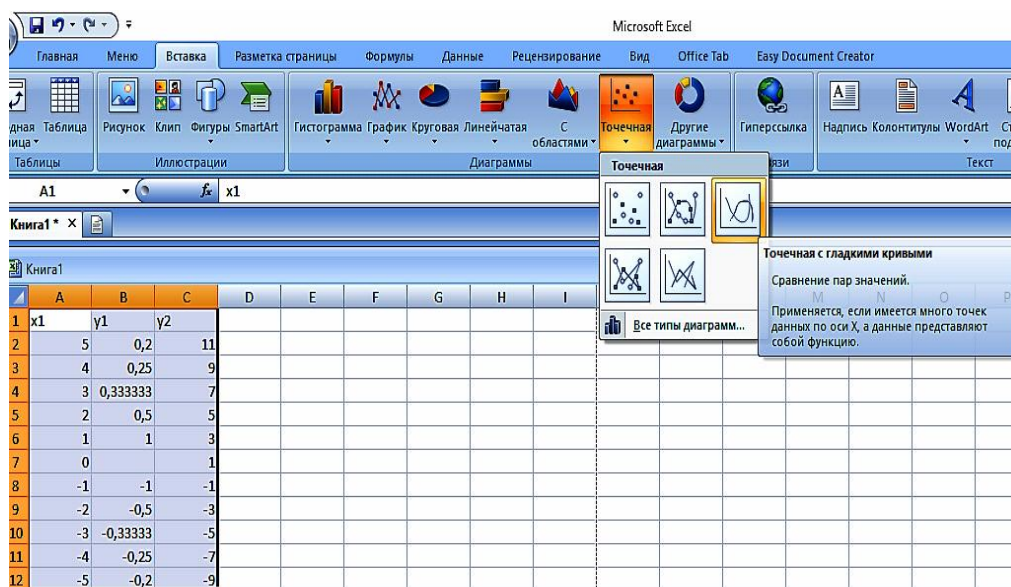 Microsoft Excel
Главная Меню Вставка Разметка страницы Формулы Данные Рецензирование Вид Office Tab Easy Document Creator
Таблица Рисунок Клип Фигуры SmartArt Гистограмма График Круговая Линейчатая С областями Точечная Другие диаграммы Гиперссылка Надпись Колонтитулы WordArt
Таблицы Иллюстрации Диаграммы Текст
Точечная
A1 fx x1
Книга1 * X
Точечная с гладкими кривыми
Книга1
Сравнение пар значений.
A B C D E F G H I M N O P
Применяется, если имеется много точек
данных по оси X, а данные представляют
собой функцию.
Все типы диаграмм...
1 x1 y1 y2
2 5 0,2 11
3 4 0,25 9
4 3 0,333333 7
5 2 0,5 5
6 1 1 3
7 0 1
8 -1 -1 -1
9 -2 -0,5 -3
10 -3 -0,33333 -5
11 -4 -0,25 -7
12 -5 -0,2 -9